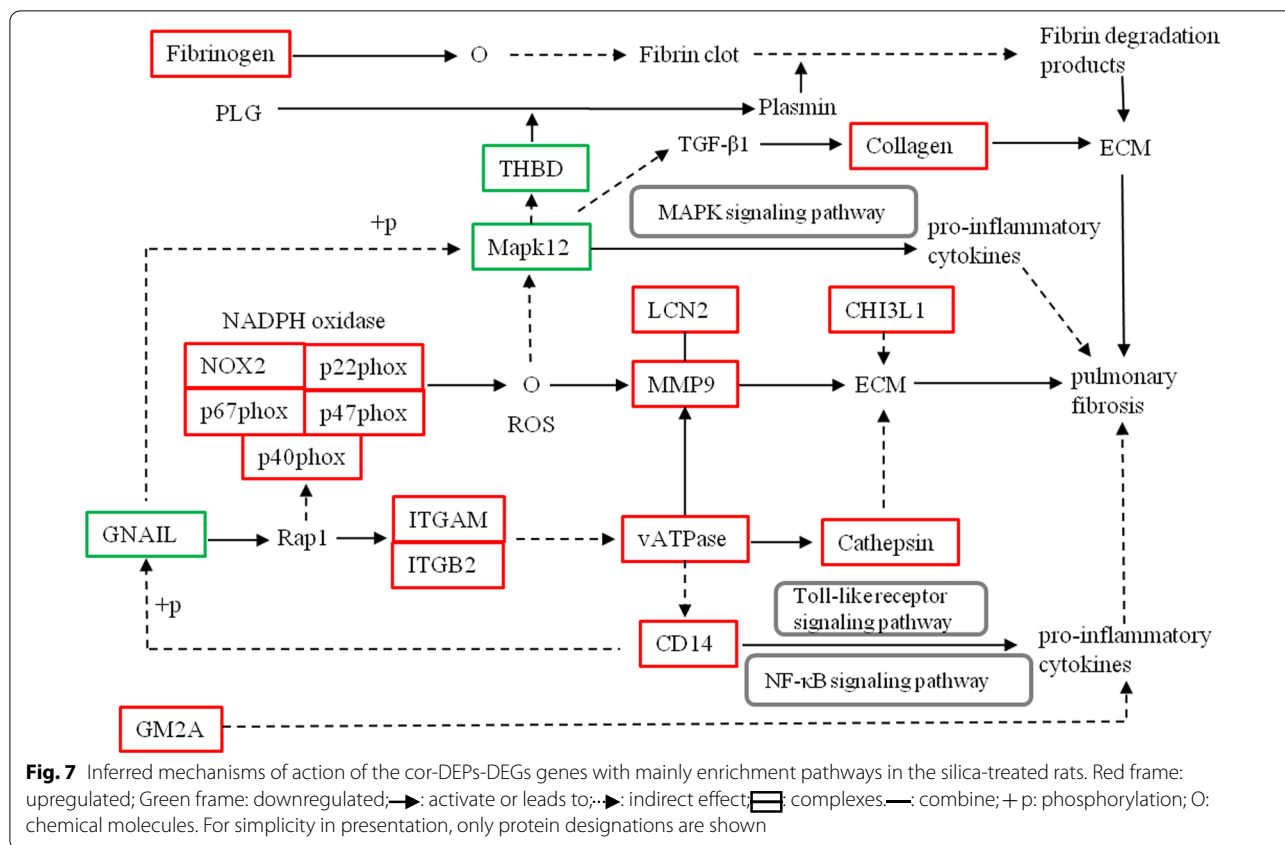 Fibrinogen
O
Fibrin clot
Fibrin degradation
products
PLG
Plasmin
TGF-β1
Collagen
ECM
THBD
MAPK signaling pathway
+p
Mapk12
pro-inflammatory
cytokines
NADPH oxidase
LCN2
CHI3L1
NOX2
p22phox
O
MMP9
ECM
pulmonary
fibrosis
p67phox
p47phox
ROS
p40phox
GNAIL
Rap1
ITGAM
ITGB2
vATPase
Cathepsin
+p
Toll-like receptor
signaling pathway
CD14
pro-inflammatory
cytokines
NF-κB signaling pathway
GM2A
Fig. 7 Inferred mechanisms of action of the cor-DEPs-DEGs genes with mainly enrichment pathways in the silica-treated rats. Red frame:
upregulated; Green frame: downregulated; : activate or leads to; : indirect effect; : complexes. : combine; + p: phosphorylation; O:
chemical molecules. For simplicity in presentation, only protein designations are shown